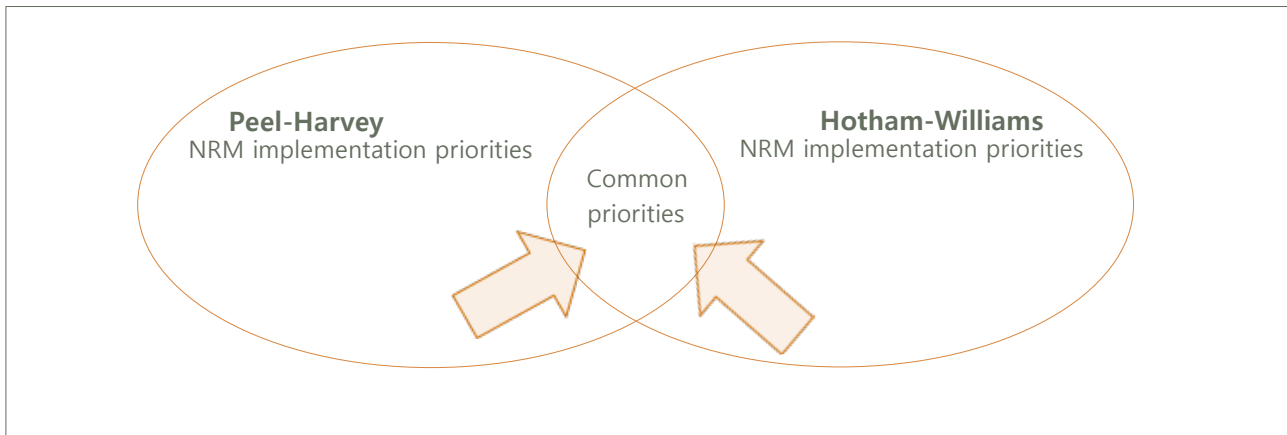 Peel-Harvey
NRM implementation priorities
Common
priorities
Hotham-Williams
NRM implementation priorities